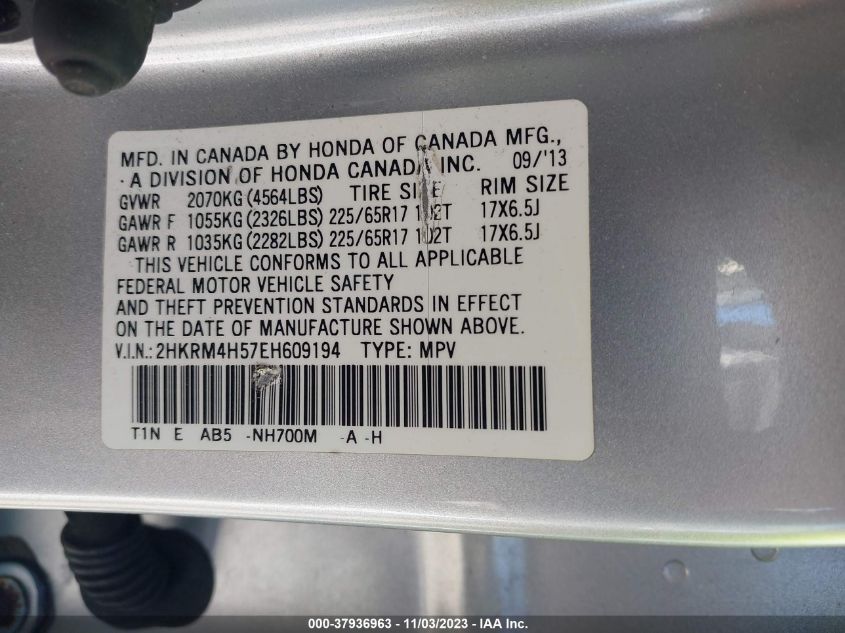 MFD. IN CANADA BY HONDA OF CANADA MFG.,
-A DIVISION OF HONDA CANADA INC. 09/'13
GVWR 2070KG (4564LBS) TIRE SIZE RIM SIZE
GAWR F 1055KG (2326LBS) 225/65R17 102T 17X6.5J
GAWR R 1035KG (2282LBS) 225/65R17 102T 17X6.5J
THIS VEHICLE CONFORMS TO ALL APPLICABLE
FEDERAL MOTOR VEHICLE SAFETY
AND THEFT PREVENTION STANDARDS IN EFFECT
ON THE DATE OF MANUFACTURE SHOWN ABOVE.
V.I.N.: 2HKRM4H57EH609194 TYPE: MPV
T1N E AB5 -NH700M -A -H
000-37936963 - 11/03/2023 - IAA Inc.